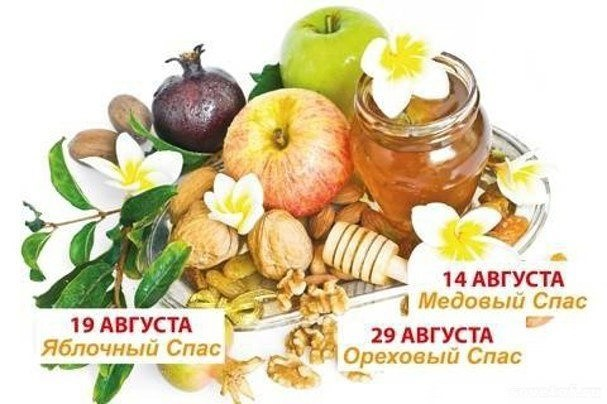 14 АВГУСТА
Медовый Спас
19 АВГУСТА
Яблочный Спас
29 АВГУСТА
Ореховый Спас